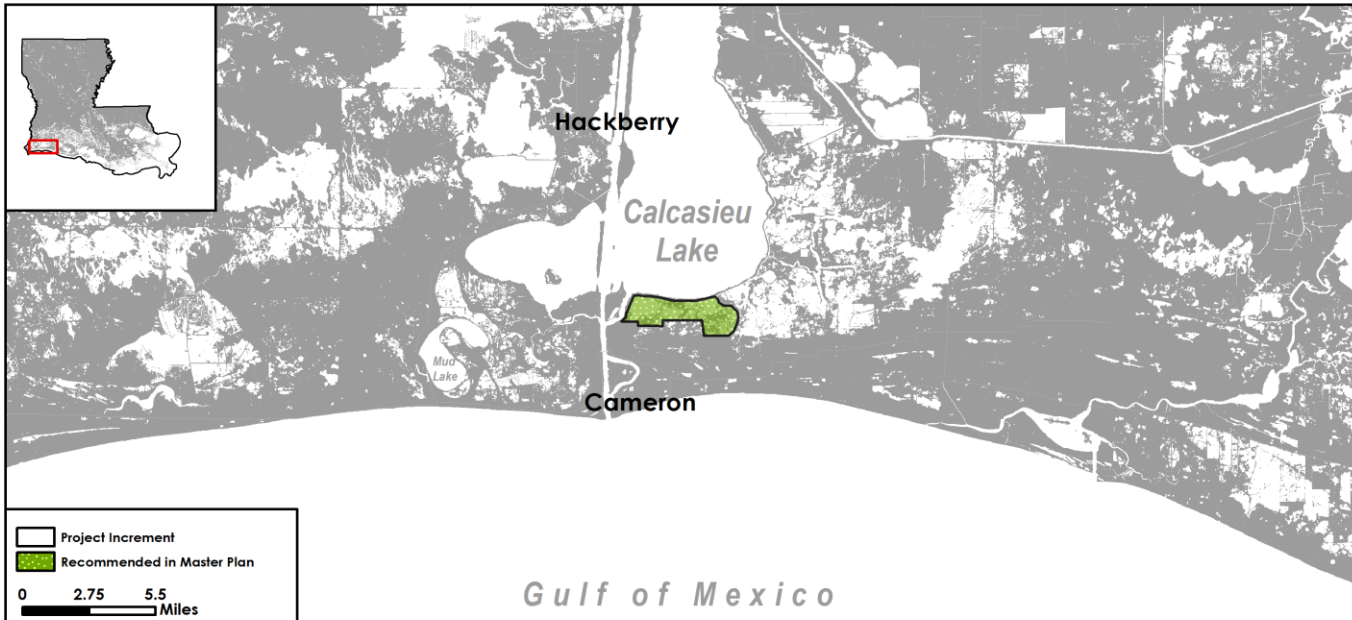 Hackberry
Calcasieu
Lake
Mud
Lake
Cameron
Project Increment
Recommended in Master Plan
0 2.75 5.5
Miles
Gulf of Mexico